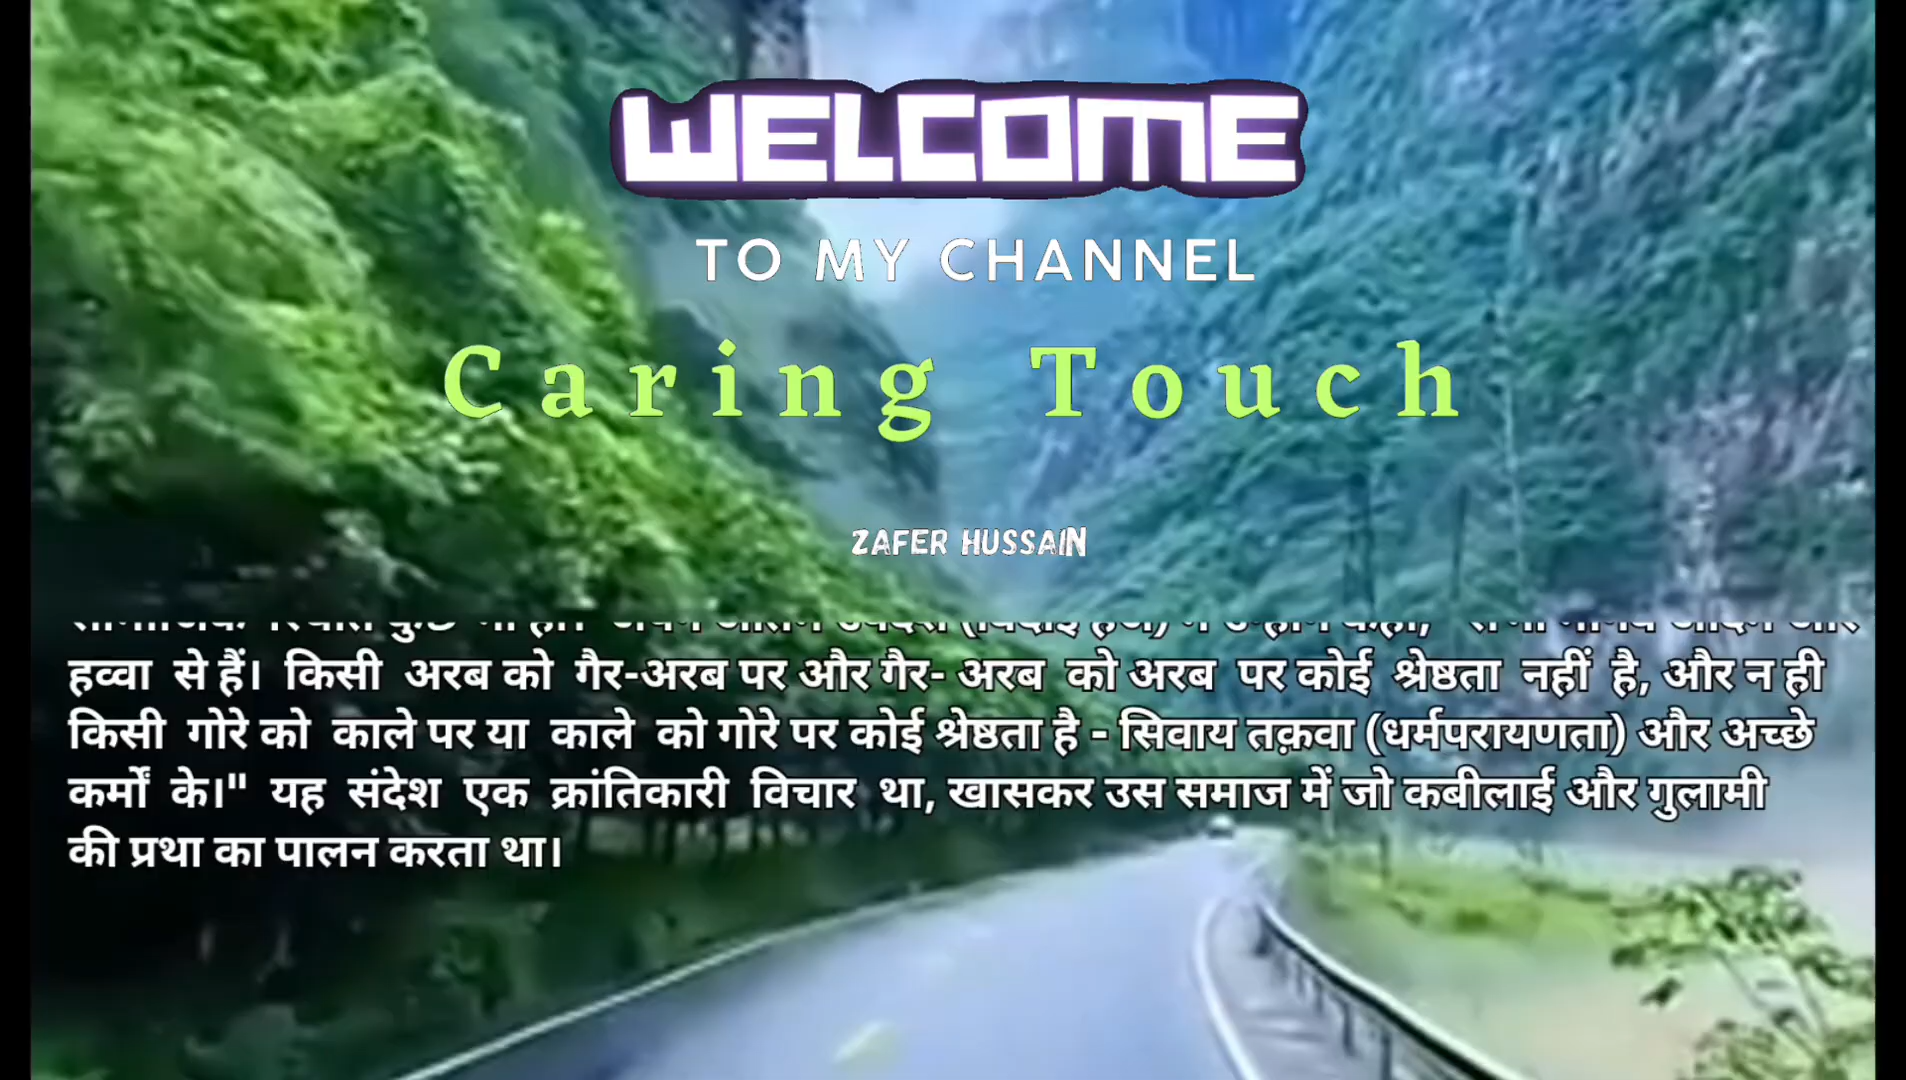 WELCOME
TO MY CHANNEL
Caring Touch
ZAFER HUSSAIN
हव्वा से हैं। किसी अरब को गैर-अरब पर और गैर- अरब को अरब पर कोई श्रेष्ठता नहीं है, और न ही
किसी गोरे को काले पर या काले को गोरे पर कोई श्रेष्ठता है - सिवाय तक़वा (धर्मपरायणता) और अच्छे
कर्मों के।" यह संदेश एक क्रांतिकारी विचार था, खासकर उस समाज में जो कबीलाई और गुलामी
की प्रथा का पालन करता था।